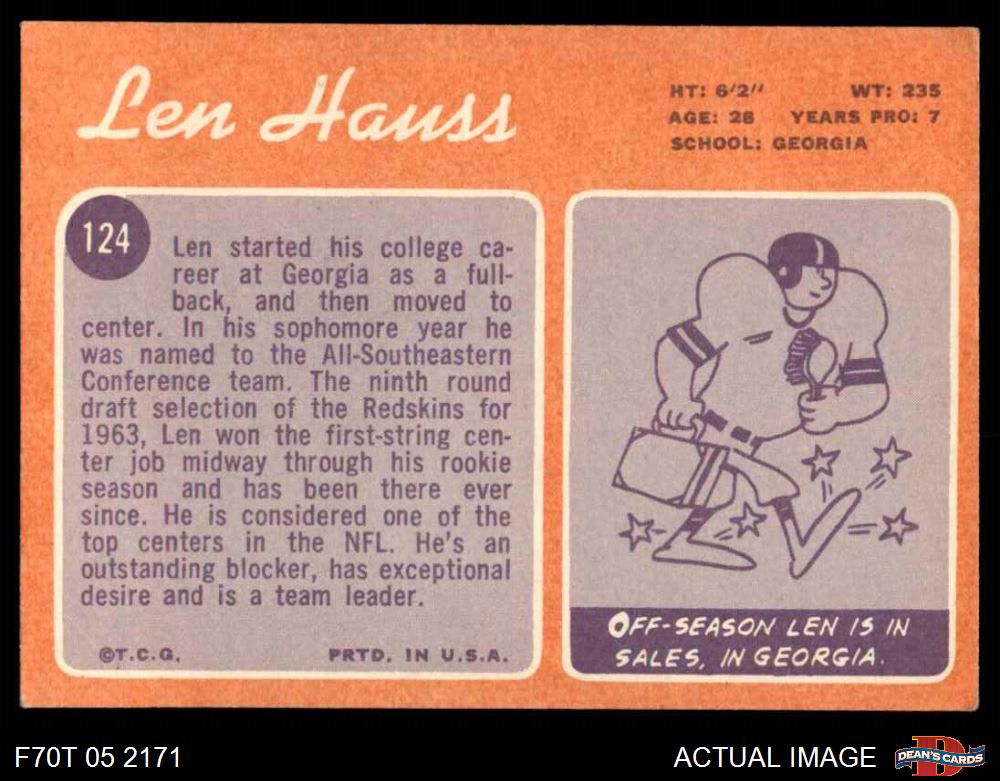 Len Hauss
HT: 6'2" WT: 235
AGE: 28 YEARS PRO: 7
SCHOOL: GEORGIA
124
Len started his college ca-
reer at Georgia as a full-
back, and then moved to
center. In his sophomore year he
was named to the All-Southeastern
Conference team. The ninth round
draft selection of the Redskins for
1963, Len won the first-string cen-
ter job midway through his rookie
season and has been there ever
since. He is considered one of the
top centers in the NFL. He's an
outstanding blocker, has exceptional
desire and is a team leader.
©T.C.G. PRTD. IN U.S.A.
OFF-SEASON LEN IS IN
SALES, IN GEORGIA.
F70T 05 2171
ACTUAL IMAGE
D
DEAN'S CARDS